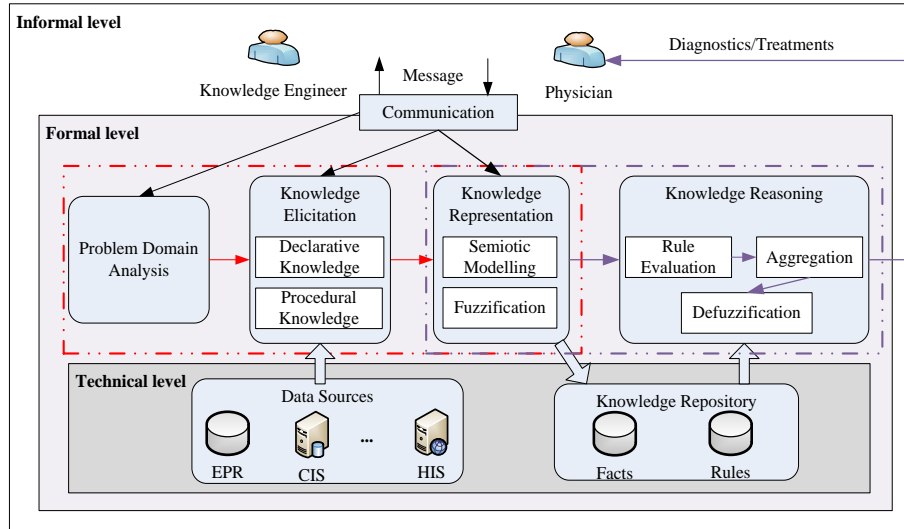 Informal level
Knowledge Engineer
Message
Physician
Diagnostics/Treatments
Communication
Formal level
Problem Domain
Analysis
Knowledge
Elicitation
Declarative
Knowledge
Procedural
Knowledge
Knowledge
Representation
Semiotic
Modelling
Fuzzification
Knowledge Reasoning
Rule
Evaluation
Aggregation
Defuzzification
Technical level
Data Sources
EPR
CIS
...
HIS
Knowledge Repository
Facts
Rules